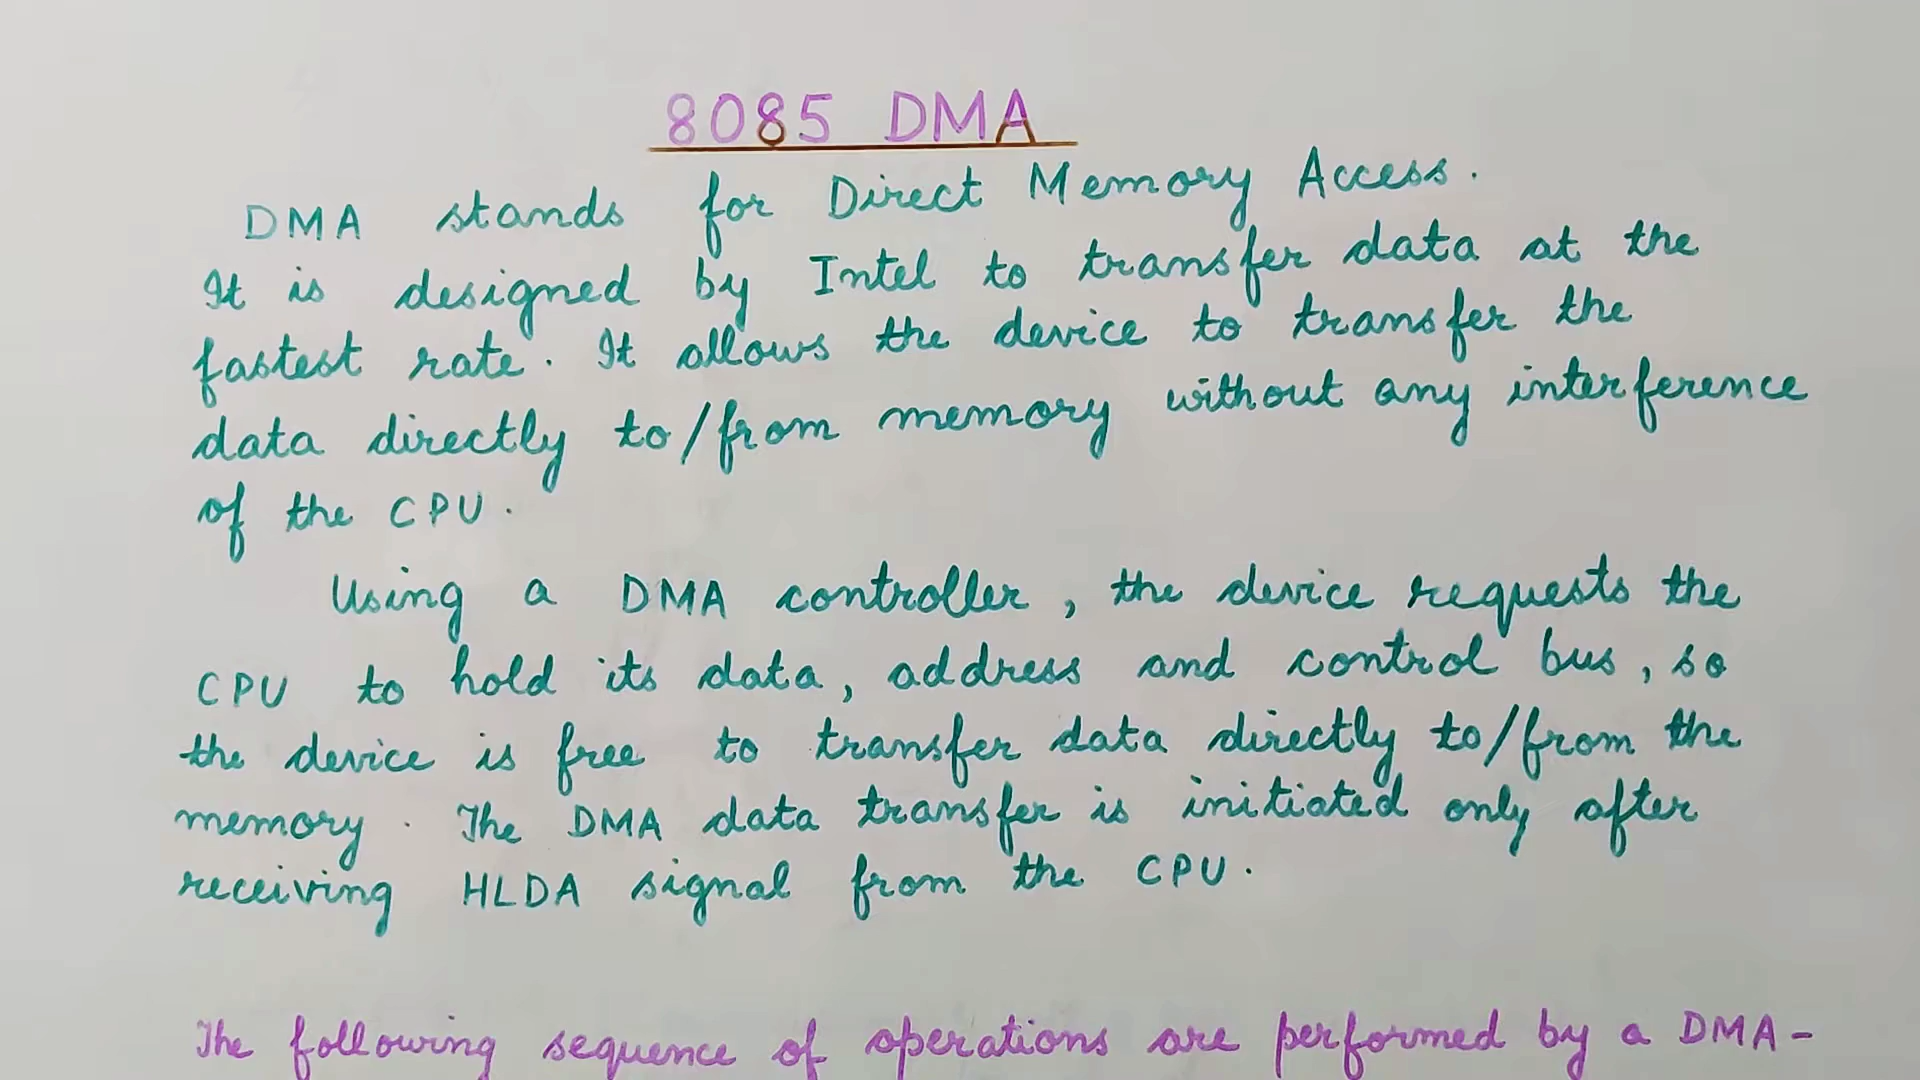 8085 DMA
DMA stands for Direct Memory Access.
It is designed by Intel to transfer data at the
fastest rate. It allows the device to transfer the
data directly to/from memory without any interference
of the CPU.
Using a DMA controller, the device requests the
CPU to hold its data, address and control bus, so
the device is free to transfer data directly to/from the
memory. The DMA data transfer is initiated only after
receiving HLDA signal from the CPU.
The following sequence of operations are performed by a DMA-